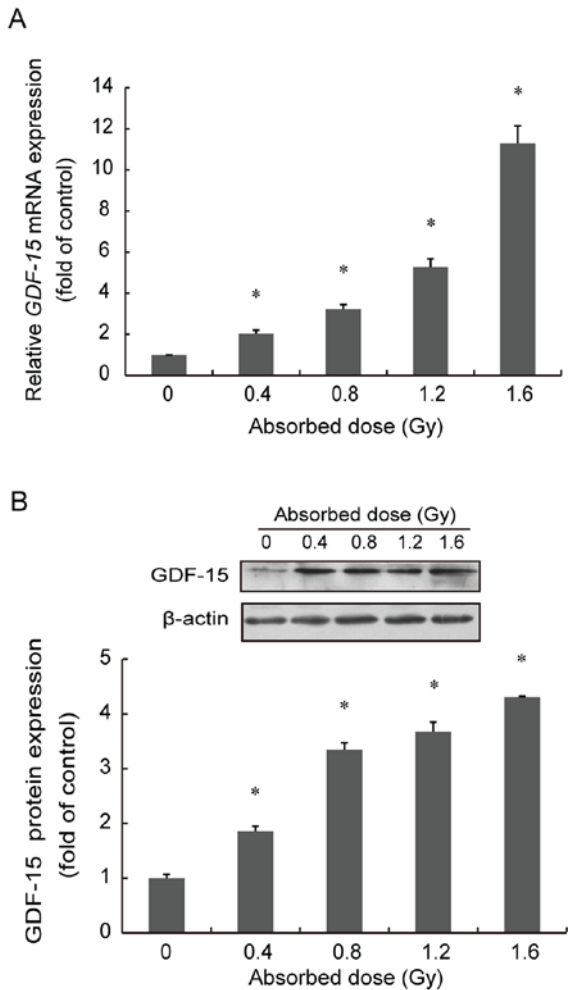 A
Relative GDF-15 mRNA expression
(fold of control)
14
12
10
8
6
4
2
0
*
*
*
*
0 0.4 0.8 1.2 1.6
Absorbed dose (Gy)
B
Absorbed dose (Gy)
0 0.4 0.8 1.2 1.6
GDF-15
β-actin
GDF-15 protein expression
(fold of control)
5
4
3
2
1
0
*
*
*
*
0 0.4 0.8 1.2 1.6
Absorbed dose (Gy)